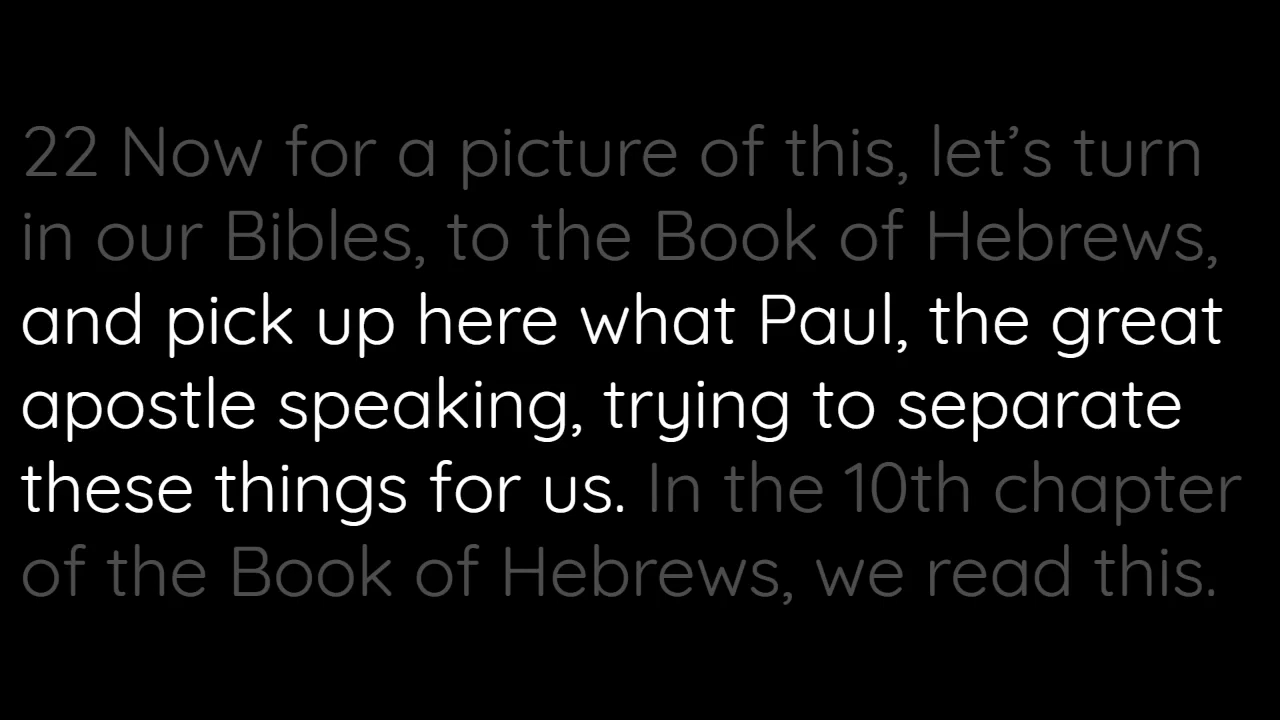 22 Now for a picture of this, let’s turn
in our Bibles, to the Book of Hebrews,
and pick up here what Paul, the great
apostle speaking, trying to separate
these things for us. In the 10th chapter
of the Book of Hebrews, we read this.